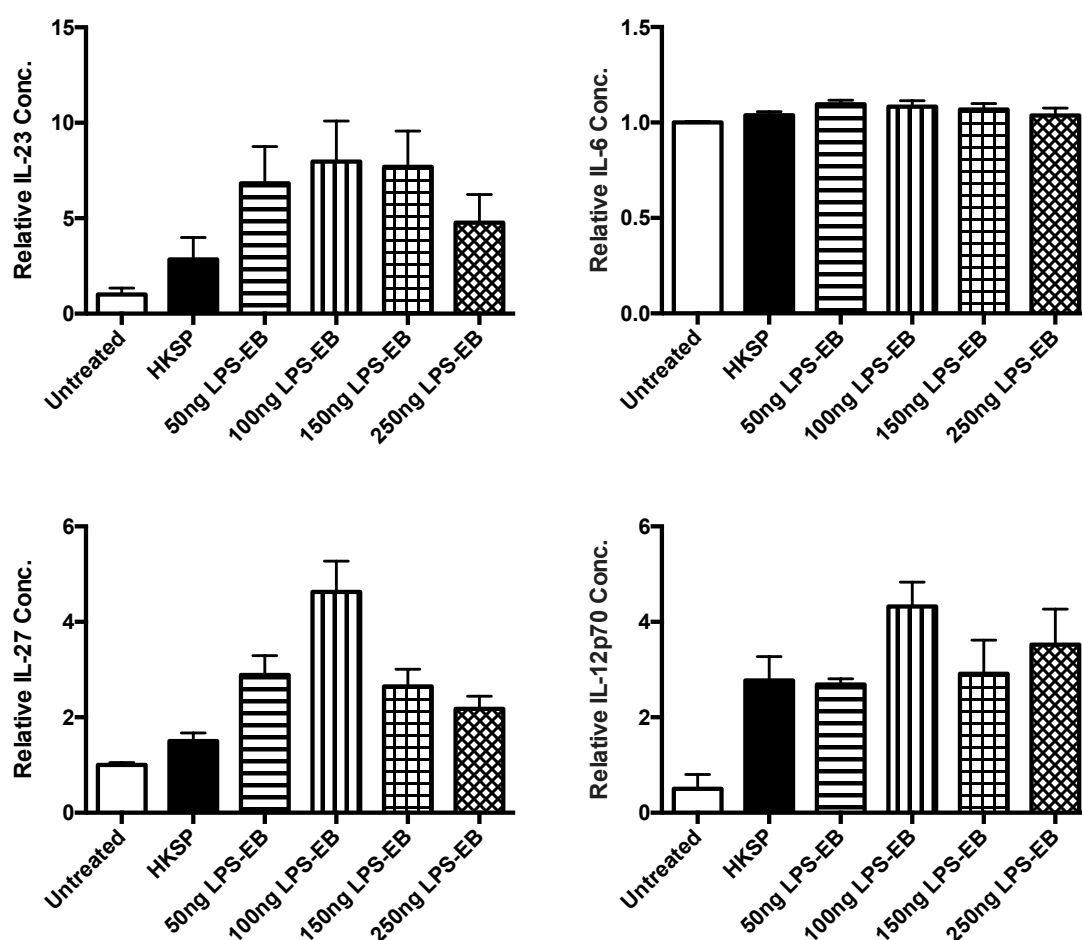 Relative IL-23 Conc.
15
10
5
0
Untreated
HKSP
50ng LPS-EB
100ng LPS-EB
150ng LPS-EB
250ng LPS-EB
Relative IL-6 Conc.
1.5
1.0
0.5
0.0
Untreated
HKSP
50ng LPS-EB
100ng LPS-EB
150ng LPS-EB
250ng LPS-EB
Relative IL-27 Conc.
6
4
2
0
Untreated
HKSP
50ng LPS-EB
100ng LPS-EB
150ng LPS-EB
250ng LPS-EB
Relative IL-12p70 Conc.
6
4
2
0
Untreated
HKSP
50ng LPS-EB
100ng LPS-EB
150ng LPS-EB
250ng LPS-EB